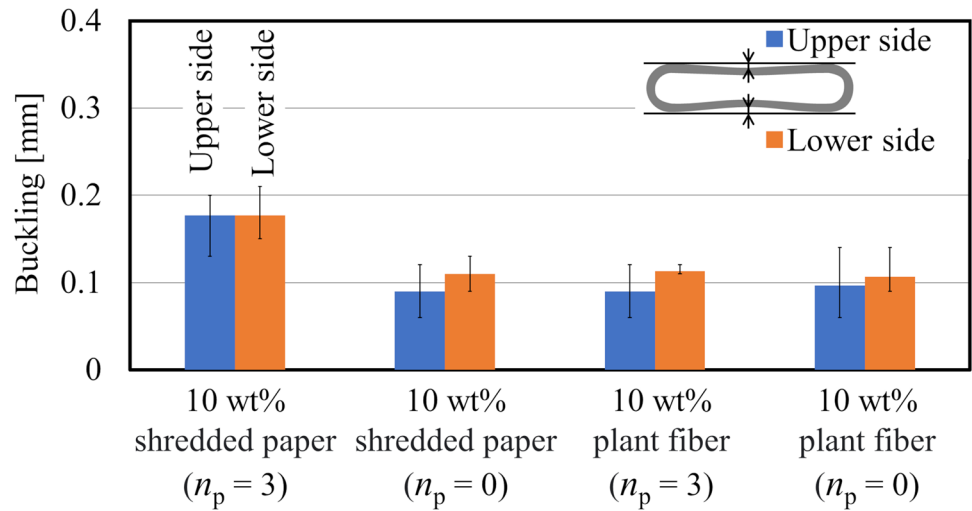 Buckling [mm]
0.4
0.3
0.2
0.1
0
Upper side
Lower side
Upper side
Lower side
10 wt%
shredded paper
(nₚ = 3)
10 wt%
shredded paper
(nₚ = 0)
10 wt%
plant fiber
(nₚ = 3)
10 wt%
plant fiber
(nₚ = 0)